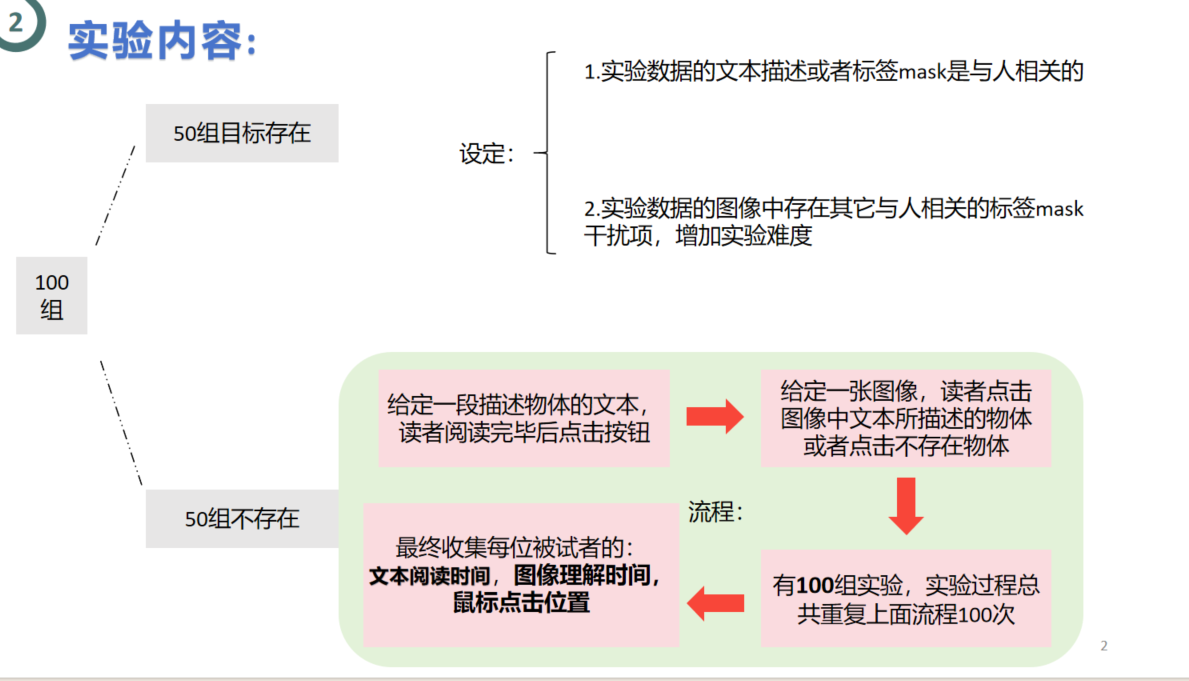 2
实验内容:
50组目标存在
100
组
50组不存在
设定：
1.实验数据的文本描述或者标签mask是与人相关的
2.实验数据的图像中存在其它与人相关的标签mask
干扰项，增加实验难度
给定一段描述物体的文本，
读者阅读完毕后点击按钮
给定一张图像，读者点击
图像中文本所描述的物体
或者点击不存在物体
流程：
有100组实验，实验过程总
共重复上面流程100次
最终收集每位被试者的：
文本阅读时间，图像理解时间，
鼠标点击位置
2